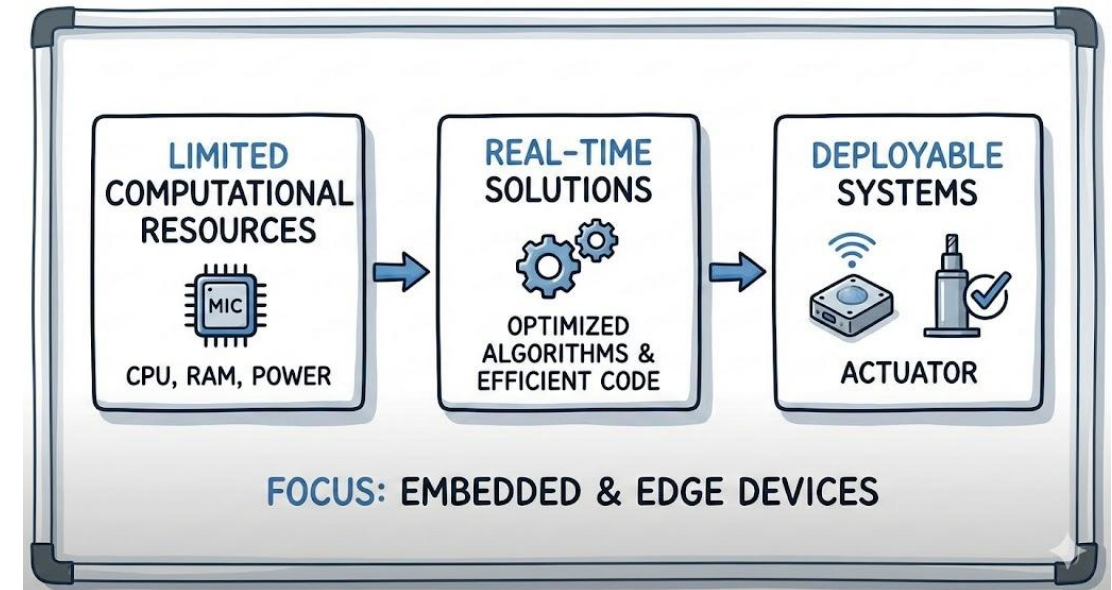 LIMITED
COMPUTATIONAL
RESOURCES
MIC
CPU, RAM, POWER
REAL-TIME
SOLUTIONS
OPTIMIZED
ALGORITHMS &
EFFICIENT CODE
DEPLOYABLE
SYSTEMS
ACTUATOR
FOCUS: EMBEDDED & EDGE DEVICES